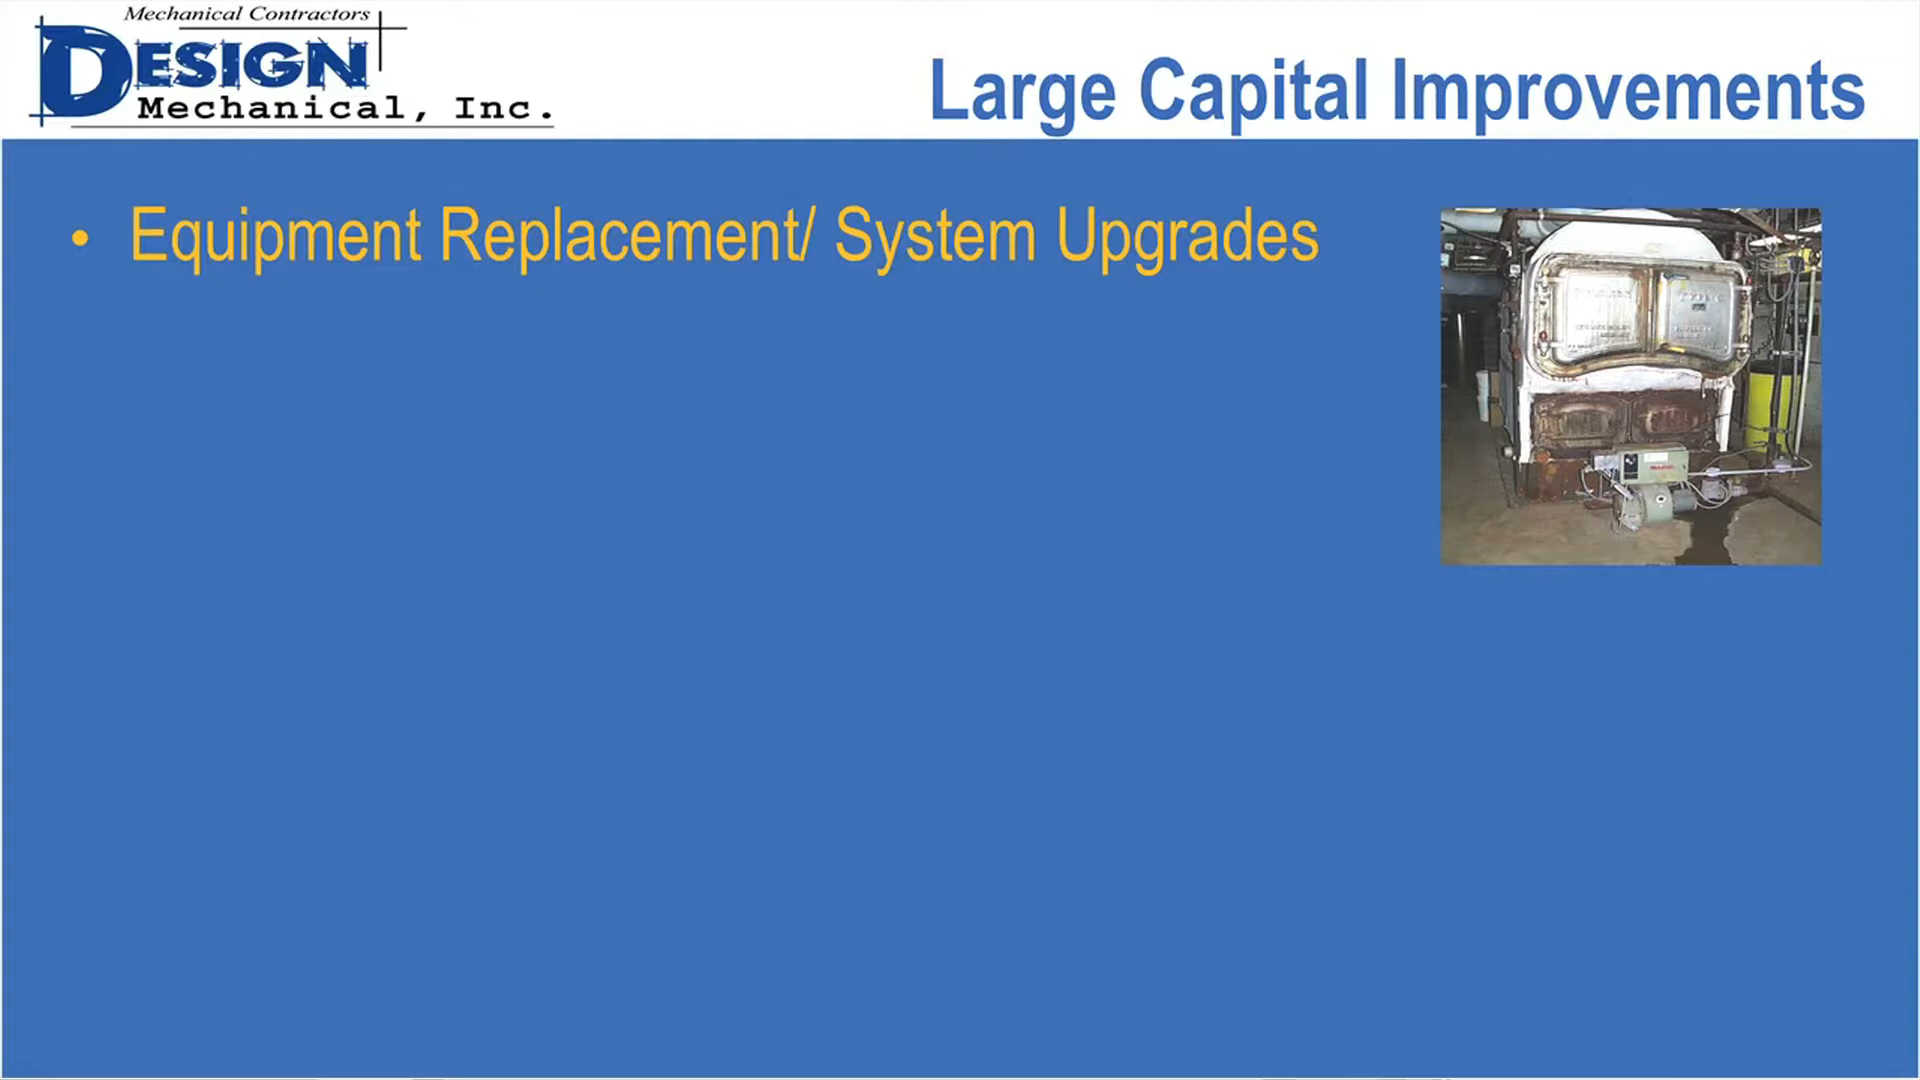 Mechanical Contractors
DESIGN
Mechanical, Inc.
Large Capital Improvements
• Equipment Replacement/ System Upgrades